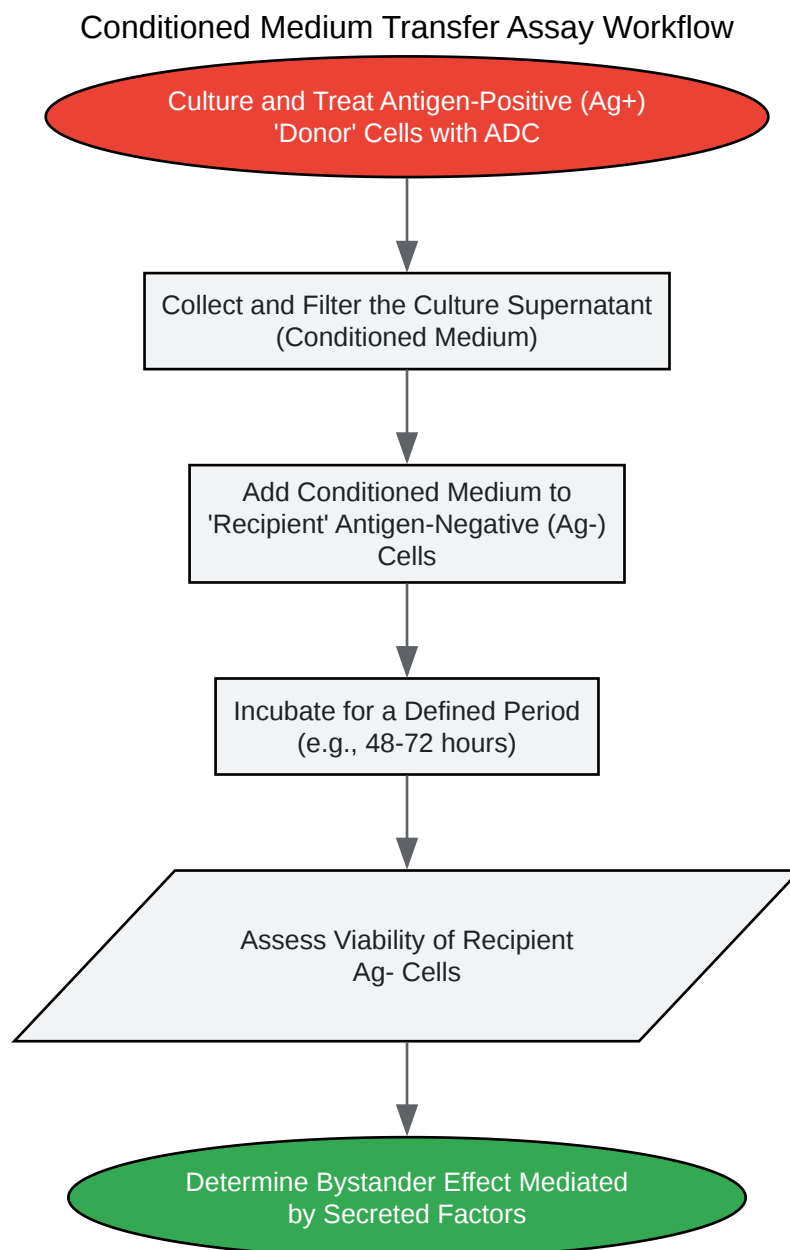 Conditioned Medium Transfer Assay Workflow
Culture and Treat Antigen-Positive (Ag+)
'Donor' Cells with ADC
Collect and Filter the Culture Supernatant
(Conditioned Medium)
Add Conditioned Medium to
'Recipient' Antigen-Negative (Ag-)
Cells
Incubate for a Defined Period
(e.g., 48-72 hours)
Assess Viability of Recipient
Ag- Cells
Determine Bystander Effect Mediated
by Secreted Factors